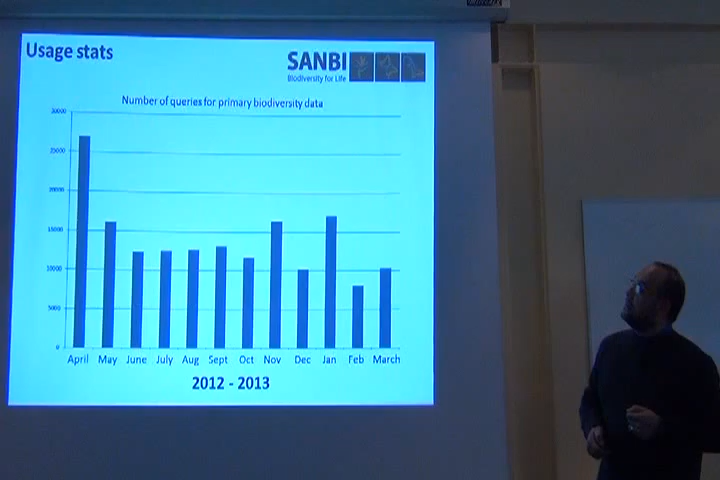 Usage stats
SANBI
Biodiversity for Life
Number of queries for primary biodiversity data
30000
25000
20000
15000
10000
5000
0
April May June July Aug Sept Oct Nov Dec Jan Feb March
2012 - 2013